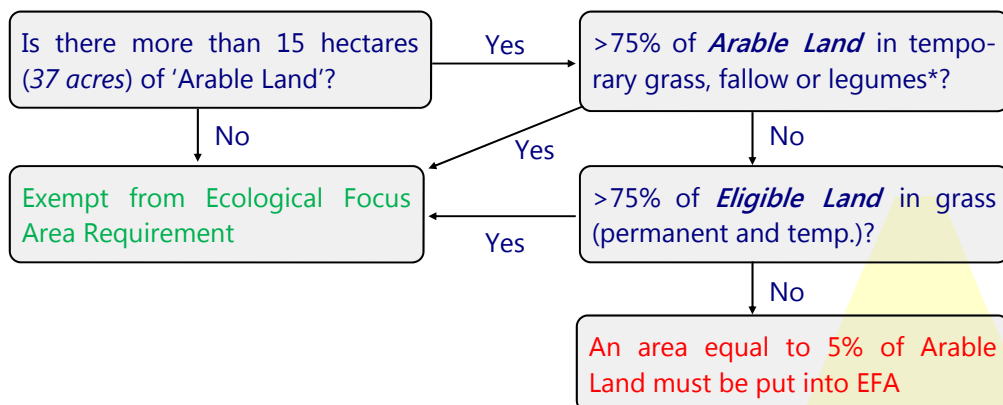 Is there more than 15 hectares
(37 acres) of ‘Arable Land’?
Yes
>75% of Arable Land in tempo-
rary grass, fallow or legumes*?
No
Yes
No
Exempt from Ecological Focus
Area Requirement
Yes
>75% of Eligible Land in grass
(permanent and temp.)?
No
An area equal to 5% of Arable
Land must be put into EFA